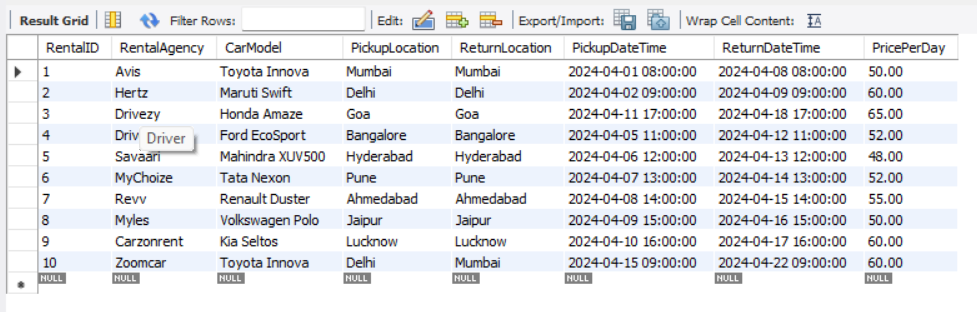 Result Grid Filter Rows: Edit: Export/Import: Wrap Cell Content: IA
RentalID RentalAgency CarModel PickupLocation ReturnLocation PickupDateTime ReturnDateTime PricePerDay
1 Avis Toyota Innova Mumbai Mumbai 2024-04-01 08:00:00 2024-04-08 08:00:00 50.00
2 Hertz Maruti Swift Delhi Delhi 2024-04-02 09:00:00 2024-04-09 09:00:00 60.00
3 Drivezy Honda Amaze Goa Goa 2024-04-11 17:00:00 2024-04-18 17:00:00 65.00
4 Driv Driver Ford EcoSport Bangalore Bangalore 2024-04-05 11:00:00 2024-04-12 11:00:00 52.00
5 Savaari Mahindra XUV500 Hyderabad Hyderabad 2024-04-06 12:00:00 2024-04-13 12:00:00 48.00
6 MyChoize Tata Nexon Pune Pune 2024-04-07 13:00:00 2024-04-14 13:00:00 52.00
7 Revv Renault Duster Ahmedabad Ahmedabad 2024-04-08 14:00:00 2024-04-15 14:00:00 55.00
8 Myles Volkswagen Polo Jaipur Jaipur 2024-04-09 15:00:00 2024-04-16 15:00:00 50.00
9 Carzonrent Kia Seltos Lucknow Lucknow 2024-04-10 16:00:00 2024-04-17 16:00:00 60.00
10 Zoomcar Toyota Innova Delhi Mumbai 2024-04-15 09:00:00 2024-04-22 09:00:00 60.00
NULL NULL NULL NULL NULL NULL NULL NULL